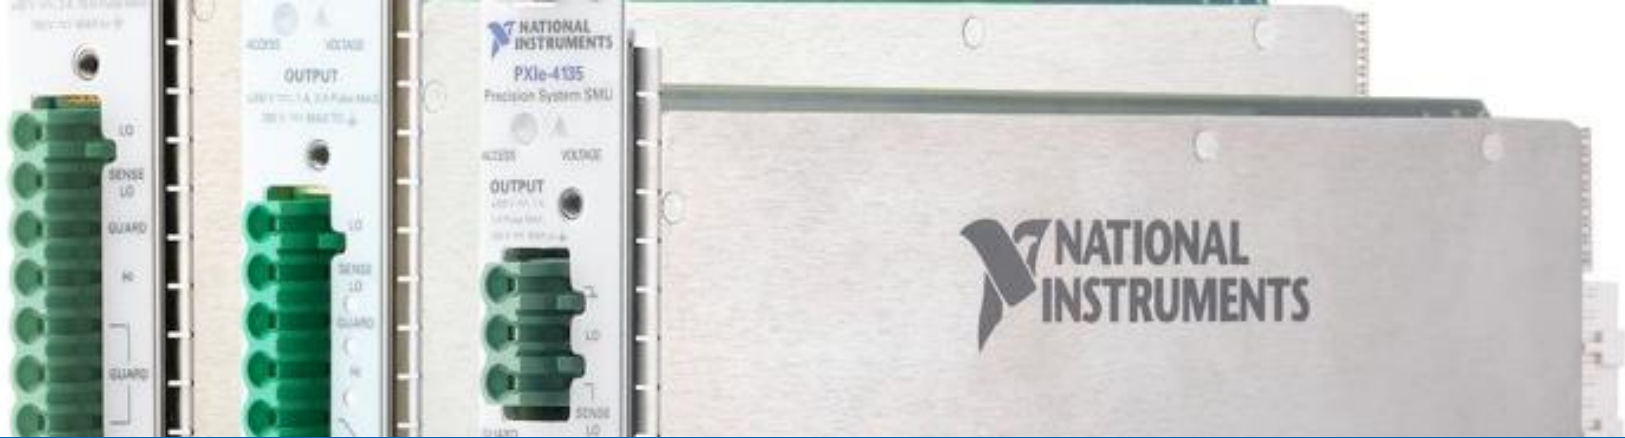 LO
SENSE
LO
GUARD
HI
GUARD
ACCESS
VOLTAGE
OUTPUT
LO
SENSE
LO
GUARD
HI
NATIONAL
INSTRUMENTS
PXIe-4135
Precision System SMU
ACCESS
VOLTAGE
OUTPUT
LO
SENSE
LO
GUARD
NATIONAL
INSTRUMENTS